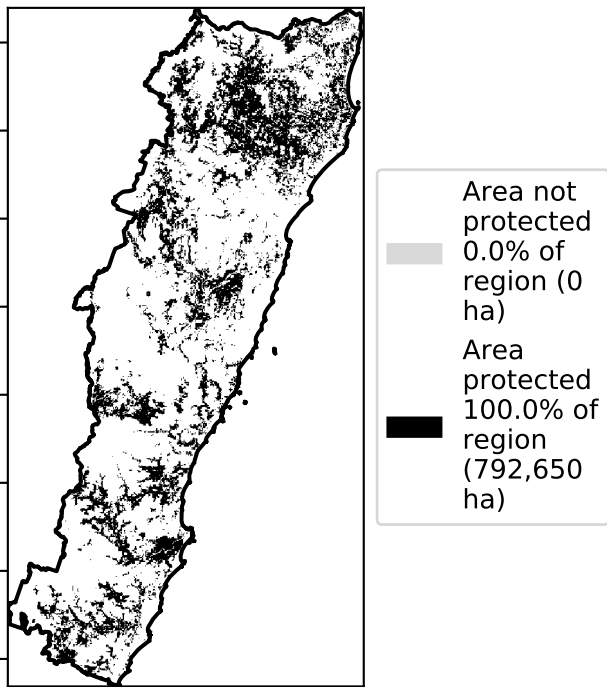 Area not
protected
0.0% of
region (0
ha)
Area
protected
100.0% of
region
(792,650
ha)